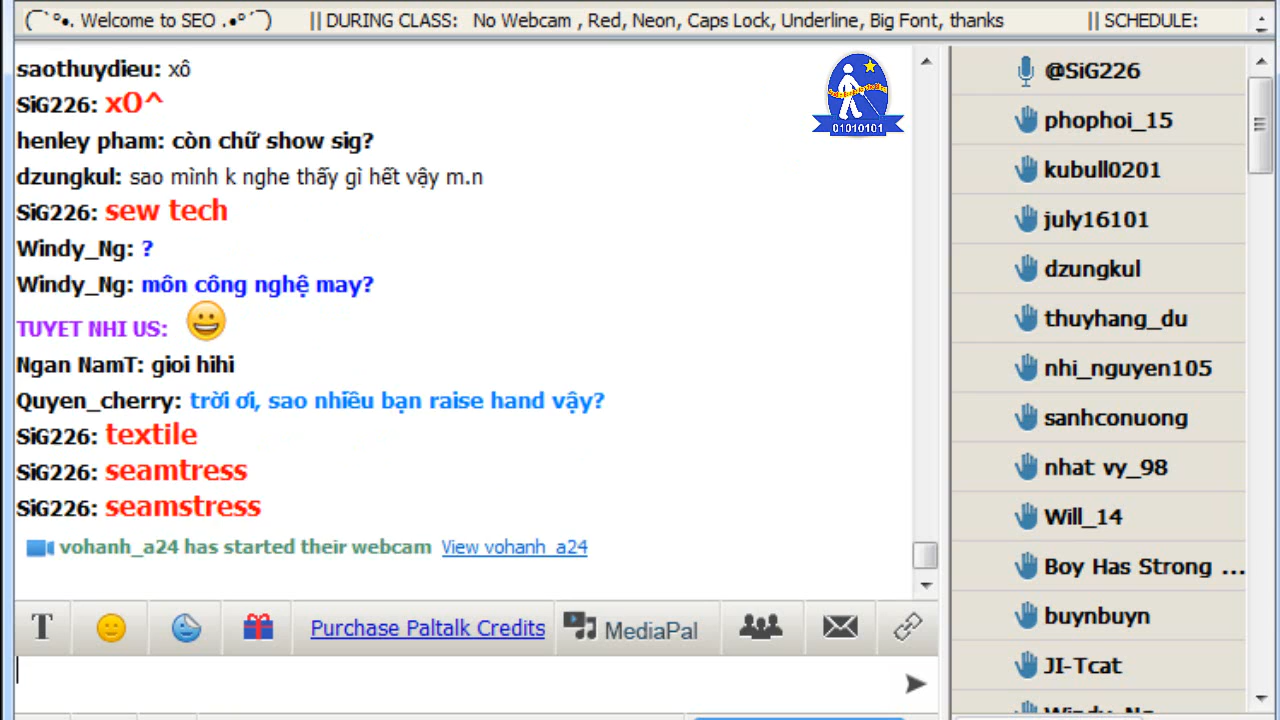 (¯`°•. Welcome to SEO .•°´¯) || DURING CLASS: No Webcam , Red, Neon, Caps Lock, Underline, Big Font, thanks || SCHEDULE:
saothuydieu: xô
SiG226: xO^
henley pham: còn chữ show sig?
dzungkul: sao mình k nghe thấy gì hết vậy m.n
SiG226: sew tech
Windy_Ng: ?
Windy_Ng: môn công nghệ may?
TUYET NHI US:
Ngan NamT: gioi hihi
Quyen_cherry: trời ơi, sao nhiều bạn raise hand vậy?
SiG226: textile
SiG226: seamtress
SiG226: seamstress
vohanh_a24 has started their webcam View vohanh_a24
01010101
T
Purchase Paltalk Credits
MediaPal
@SiG226
phophoi_15
kubull0201
july16101
dzungkul
thuyhang_du
nhi_nguyen105
sanhconuong
nhat vy_98
Will_14
Boy Has Strong ...
buynbuyn
JI-Tcat
Windy_Ng